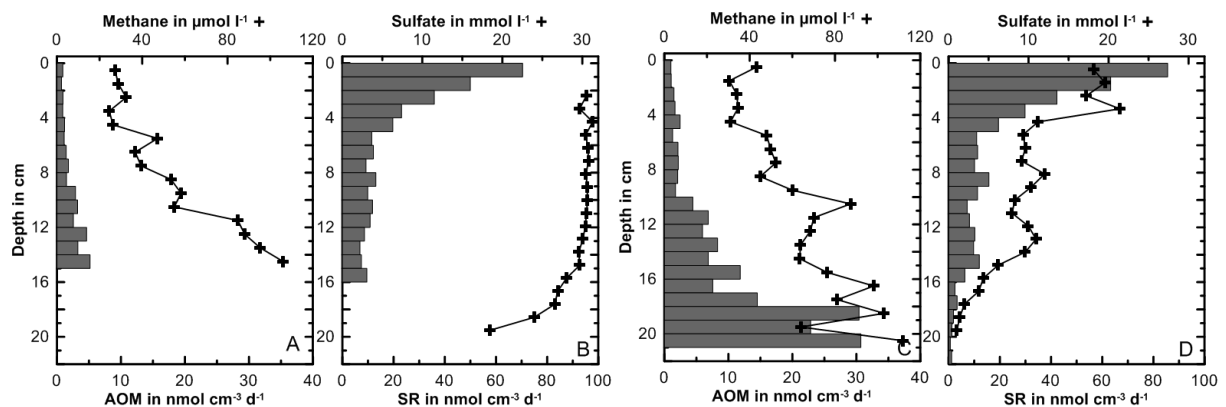 Methane in µmol l⁻¹ +
0 40 80 120
Sulfate in mmol l⁻¹ +
0 10 20 30
Methane in µmol l⁻¹ +
0 40 80 120
Sulfate in mmol l⁻¹ +
0 10 20 30
Depth in cm
0
4
8
12
16
20
A
0 10 20 30 40
AOM in nmol cm⁻³ d⁻¹
B
0 20 40 60 80 100
SR in nmol cm⁻³ d⁻¹
Depth in cm
0
4
8
12
16
20
C
0 10 20 30 40
AOM in nmol cm⁻³ d⁻¹
D
0 20 40 60 80 100
SR in nmol cm⁻³ d⁻¹